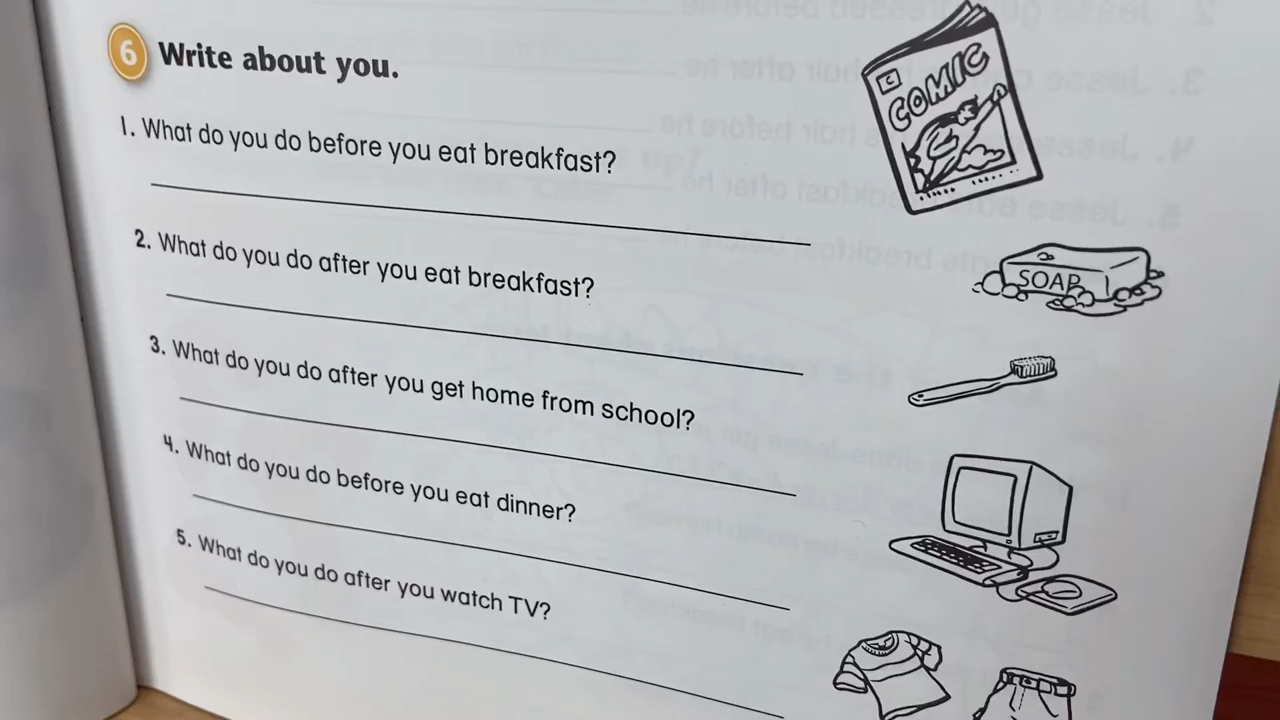 6 Write about you.
1. What do you do before you eat breakfast?
2. What do you do after you eat breakfast?
3. What do you do after you get home from school?
4. What do you do before you eat dinner?
5. What do you do after you watch TV?
C
COMIC
SOAP